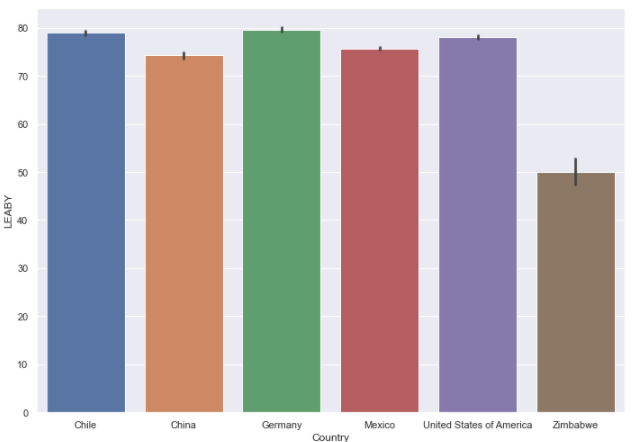 80
70
60
50
40
30
20
10
0
LEABY
Chile
China
Germany
Mexico
United States of America
Zimbabwe
Country